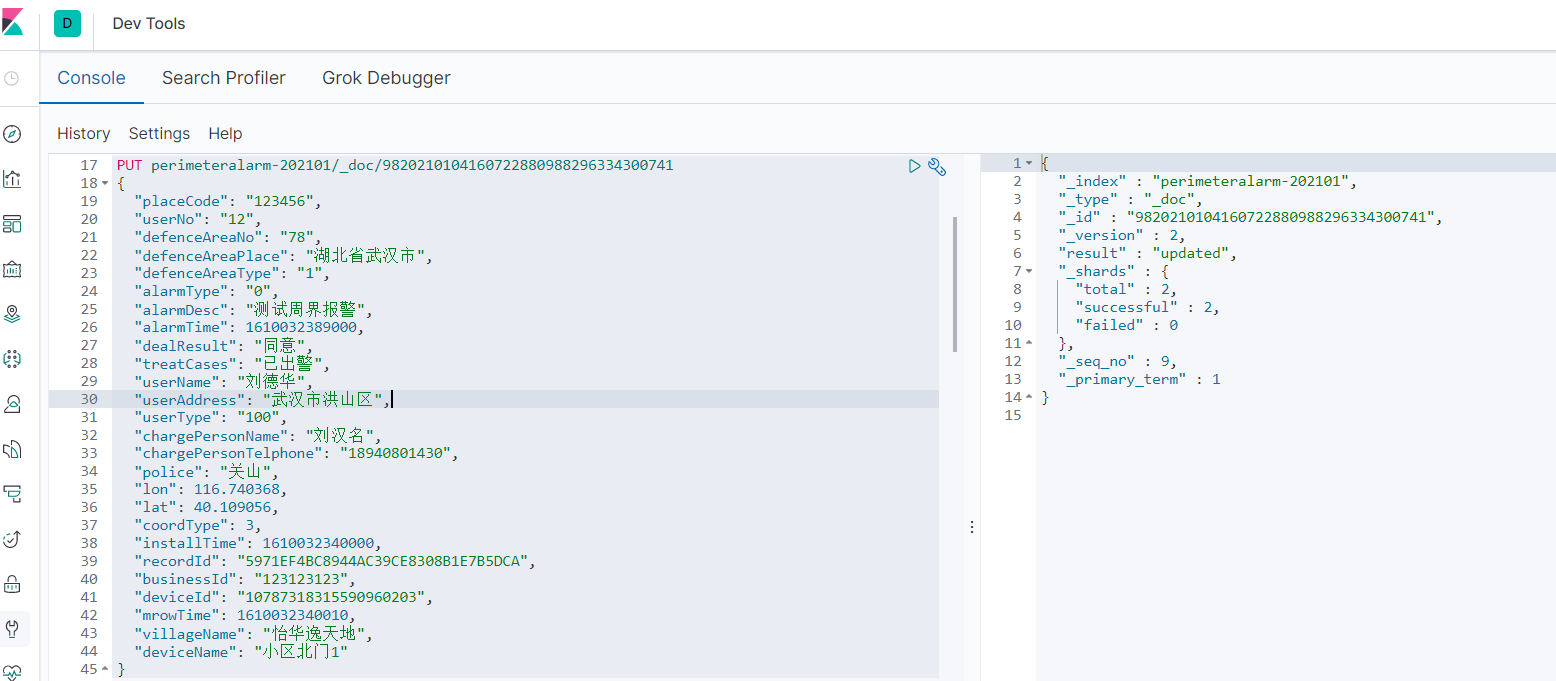 D Dev Tools
Console Search Profiler Grok Debugger
History Settings Help
17 PUT perimeteralarm-202101/_doc/98202101041607228809882963343​00741
18 {
19 "placeCode": "123456",
20 "userNo": "12",
21 "defenceAreaNo": "78",
22 "defenceAreaPlace": "湖北省武汉市",
23 "defenceAreaType": "1",
24 "alarmType": "0",
25 "alarmDesc": "测试周界报警",
26 "alarmTime": 1610032389000,
27 "dealResult": "同意",
28 "treatCases": "已出警",
29 "userName": "刘德华",
30 "userAddress": "武汉市洪山区",
31 "userType": "100",
32 "chargePersonName": "刘汉名",
33 "chargePersonTelphone": "18940801430",
34 "police": "关山",
35 "lon": 116.740368,
36 "lat": 40.109056,
37 "coordType": 3,
38 "installTime": 1610032340000,
39 "recordId": "5971EF4BC8944AC39CE8308B1E7B5DCA",
40 "businessId": "123123123",
41 "deviceId": "10787318315590960203",
42 "mrowTime": 1610032340010,
43 "villageName": "怡华逸天地",
44 "deviceName": "小区北门1"
45 }
1 {
2 "_index" : "perimeteralarm-202101",
3 "_type" : "_doc",
4 "_id" : "9820210104160722880988296334300741",
5 "_version" : 2,
6 "result" : "updated",
7 "_shards" : {
8 "total" : 2,
9 "successful" : 2,
10 "failed" : 0
11 },
12 "_seq_no" : 9,
13 "_primary_term" : 1
14 }
15